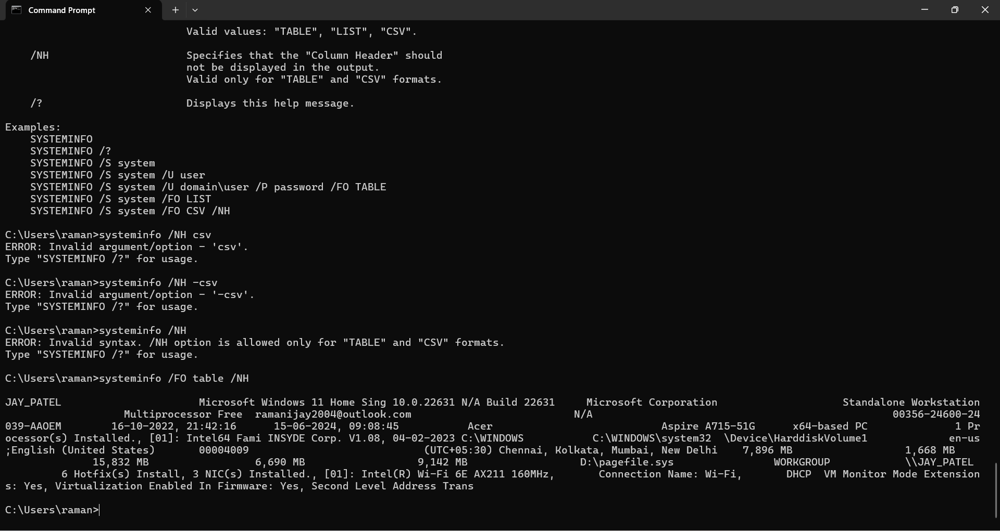 Command Prompt
Valid values: "TABLE", "LIST", "CSV".
/NH Specifies that the "Column Header" should
not be displayed in the output.
Valid only for "TABLE" and "CSV" formats.
/? Displays this help message.
Examples:
SYSTEMINFO
SYSTEMINFO /?
SYSTEMINFO /S system
SYSTEMINFO /S system /U user
SYSTEMINFO /S system /U domain\user /P password /FO TABLE
SYSTEMINFO /S system /FO LIST
SYSTEMINFO /S system /FO CSV /NH
C:\Users\raman>systeminfo /NH csv
ERROR: Invalid argument/option - 'csv'.
Type "SYSTEMINFO /?" for usage.
C:\Users\raman>systeminfo /NH -csv
ERROR: Invalid argument/option - '-csv'.
Type "SYSTEMINFO /?" for usage.
C:\Users\raman>systeminfo /NH
ERROR: Invalid syntax. /NH option is allowed only for "TABLE" and "CSV" formats.
Type "SYSTEMINFO /?" for usage.
C:\Users\raman>systeminfo /FO table /NH
JAY_PATEL Microsoft Windows 11 Home Sing 10.0.22631 N/A Build 22631 Microsoft Corporation Standalone Workstation
Multiprocessor Free ramanijay2004@outlook.com N/A 00356-24600-24
039-AAOEM 16-10-2022, 21:42:16 15-06-2024, 09:08:45 Acer Aspire A715-51G x64-based PC 1 Pr
ocessor(s) Installed., [01]: Intel64 Fami INSYDE Corp. V1.08, 04-02-2023 C:\WINDOWS C:\WINDOWS\system32 \Device\HarddiskVolume1 en-us
;English (United States) 00004009 (UTC+05:30) Chennai, Kolkata, Mumbai, New Delhi 7,896 MB 1,668 MB
15,832 MB 6,690 MB 9,142 MB D:\pagefile.sys WORKGROUP \\JAY_PATEL
6 Hotfix(s) Install, 3 NIC(s) Installed., [01]: Intel(R) Wi-Fi 6E AX211 160MHz, Connection Name: Wi-Fi, DHCP VM Monitor Mode Extension
s: Yes, Virtualization Enabled In Firmware: Yes, Second Level Address Trans
C:\Users\raman>